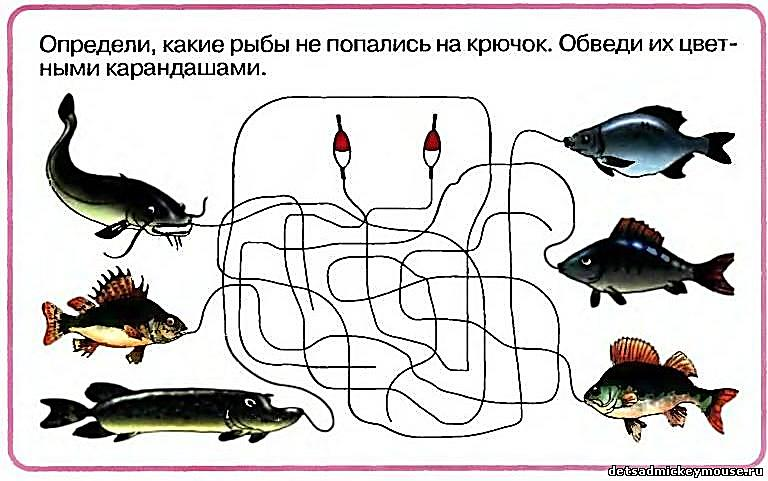 Определи, какие рыбы не попались на крючок. Обведи их цвет-
ными карандашами.
detsadmickeymouse.ru